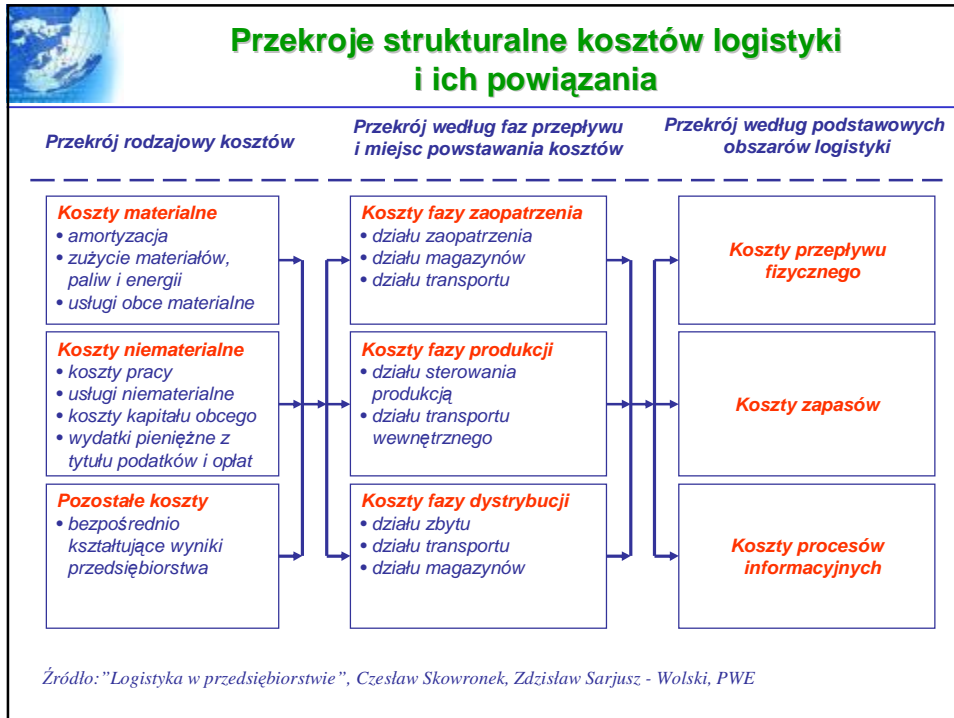 Przekroje strukturalne kosztów logistyki
i ich powiązania
Przekrój rodzajowy kosztów
Przekrój według faz przepływu
i miejsc powstawania kosztów
Przekrój według podstawowych
obszarów logistyki
Koszty materialne
• amortyzacja
• zużycie materiałów,
paliw i energii
• usługi obce materialne
Koszty niematerialne
• koszty pracy
• usługi niematerialne
• koszty kapitału obcego
• wydatki pieniężne z
tytułu podatków i opłat
Pozostałe koszty
• bezpośrednio
kształtujące wyniki
przedsiębiorstwa
Koszty fazy zaopatrzenia
• działu zaopatrzenia
• działu magazynów
• działu transportu
Koszty fazy produkcji
• działu sterowania
produkcją
• działu transportu
wewnętrznego
Koszty fazy dystrybucji
• działu zbytu
• działu transportu
• działu magazynów
Koszty przepływu
fizycznego
Koszty zapasów
Koszty procesów
informacyjnych
Źródło:”Logistyka w przedsiębiorstwie”, Czesław Skowronek, Zdzisław Sarjusz - Wolski, PWE